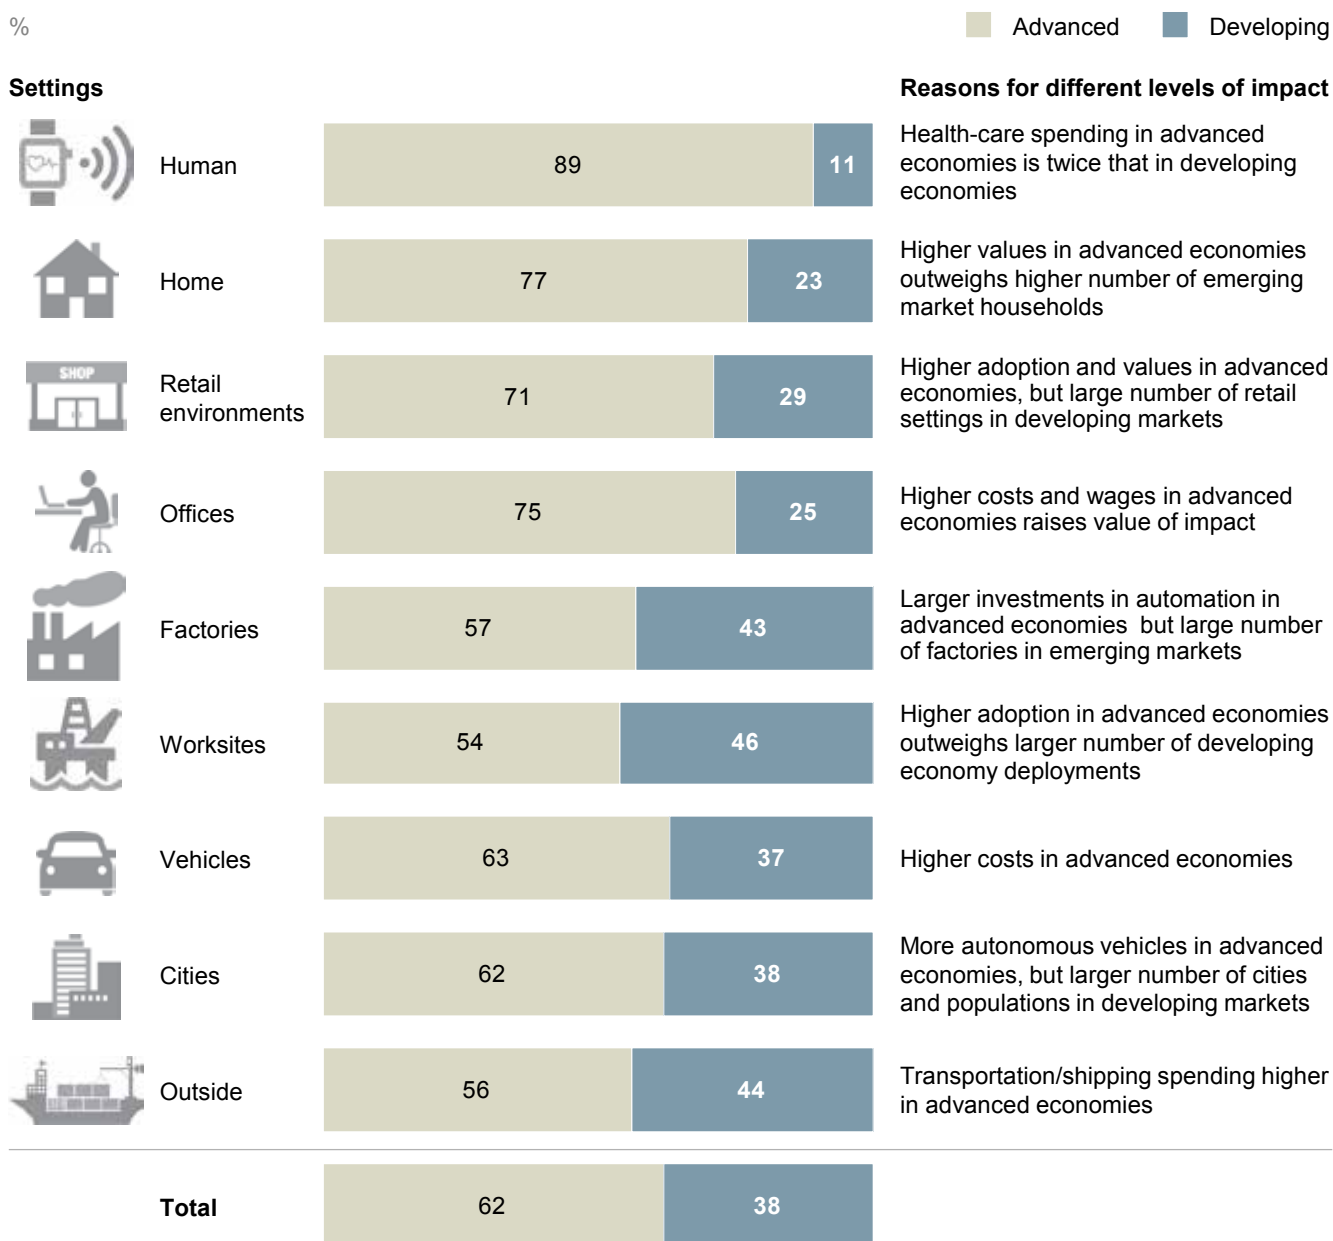 %
Advanced
Developing
Settings
Reasons for different levels of impact
Human
89
11
Health-care spending in advanced
economies is twice that in developing
economies
Home
77
23
Higher values in advanced economies
outweighs higher number of emerging
market households
SHOP
Retail
environments
71
29
Higher adoption and values in advanced
economies, but large number of retail
settings in developing markets
Offices
75
25
Higher costs and wages in advanced
economies raises value of impact
Factories
57
43
Larger investments in automation in
advanced economies  but large number
of factories in emerging markets
Worksites
54
46
Higher adoption in advanced economies
outweighs larger number of developing
economy deployments
Vehicles
63
37
Higher costs in advanced economies
Cities
62
38
More autonomous vehicles in advanced
economies, but larger number of cities
and populations in developing markets
Outside
56
44
Transportation/shipping spending higher
in advanced economies
Total
62
38